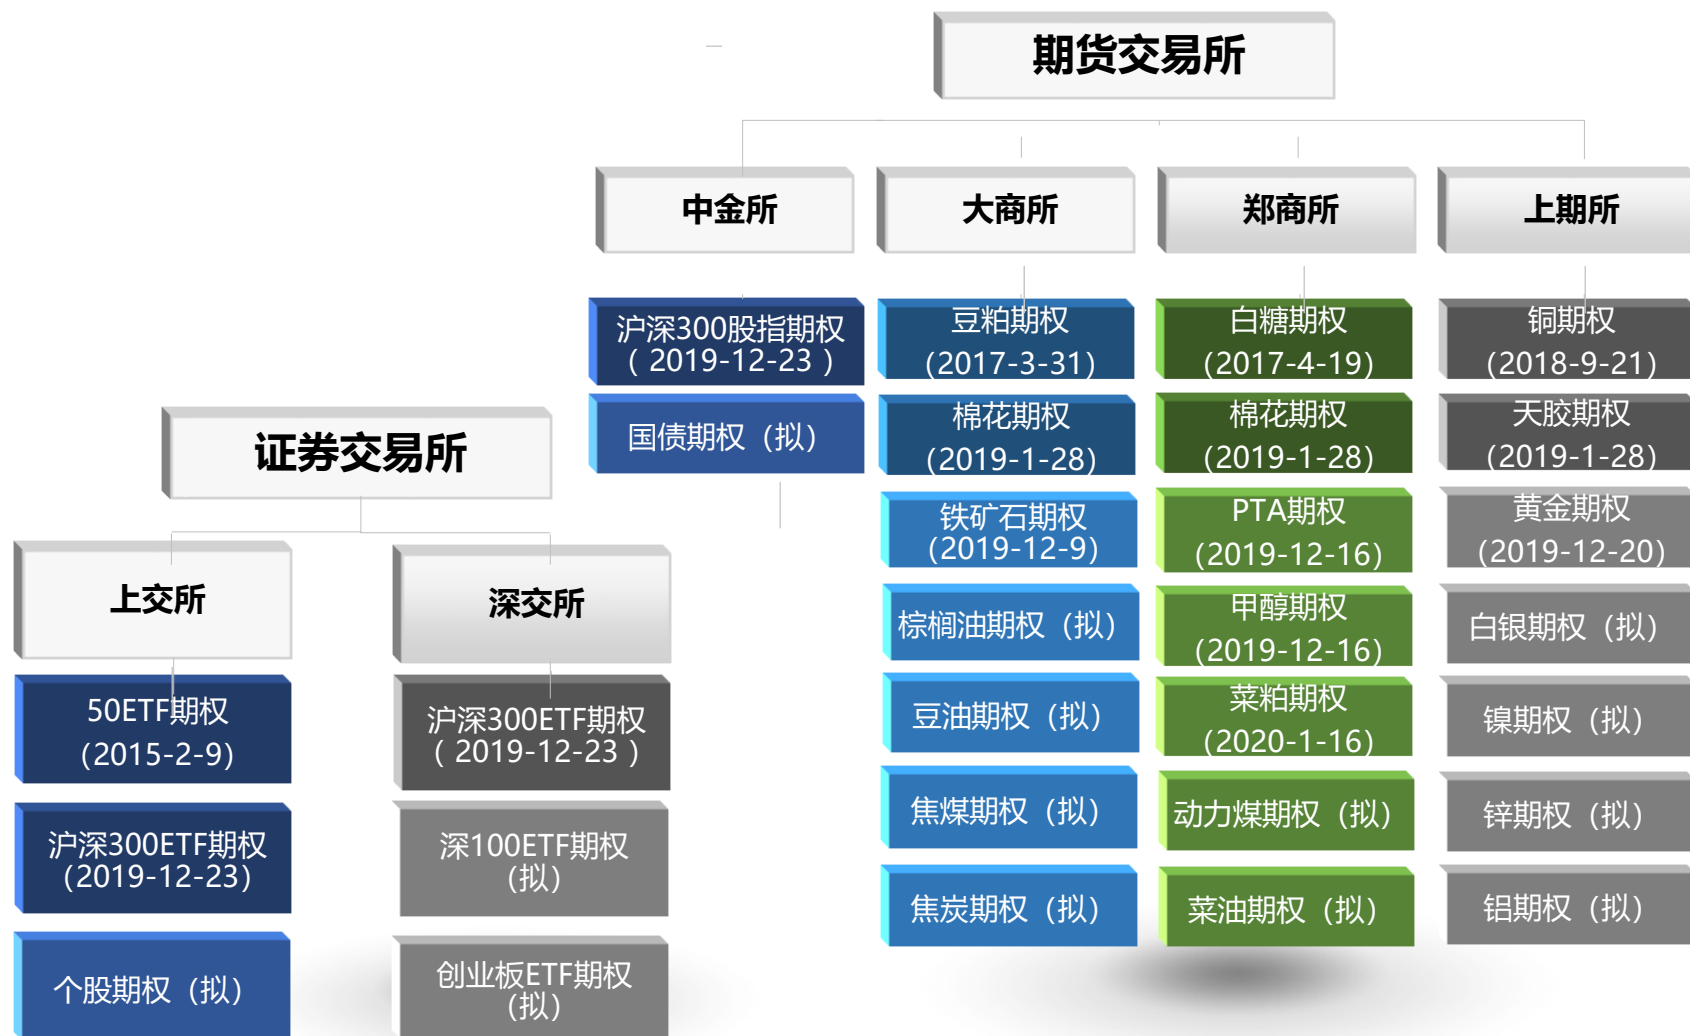 期货交易所
中金所
大商所
郑商所
上期所
沪深300股指期权
（ 2019-12-23 ）
国债期权（拟）
豆粕期权
(2017-3-31)
棉花期权
(2019-1-28)
铁矿石期权
(2019-12-9)
棕榈油期权（拟）
豆油期权（拟）
焦煤期权（拟）
焦炭期权（拟）
白糖期权
(2017-4-19)
棉花期权
(2019-1-28)
PTA期权
(2019-12-16)
甲醇期权
(2019-12-16)
菜粕期权
(2020-1-16)
动力煤期权（拟）
菜油期权（拟）
铜期权
(2018-9-21)
天胶期权
(2019-1-28)
黄金期权
(2019-12-20)
白银期权（拟）
镍期权（拟）
锌期权（拟）
铝期权（拟）
证券交易所
上交所
深交所
50ETF期权
(2015-2-9)
沪深300ETF期权
(2019-12-23)
个股期权（拟）
沪深300ETF期权
（ 2019-12-23 ）
深100ETF期权
（拟）
创业板ETF期权
（拟）